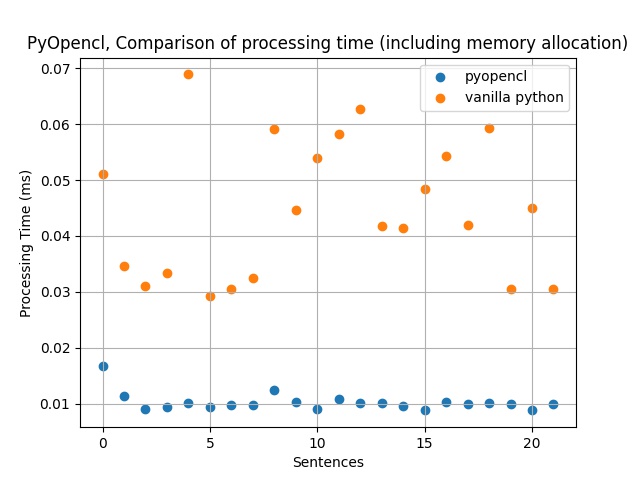 PyOpencl, Comparison of processing time (including memory allocation)
pyopencl
vanilla python
0.07
0.06
0.05
0.04
0.03
0.02
0.01
Processing Time (ms)
0
5
10
15
20
Sentences